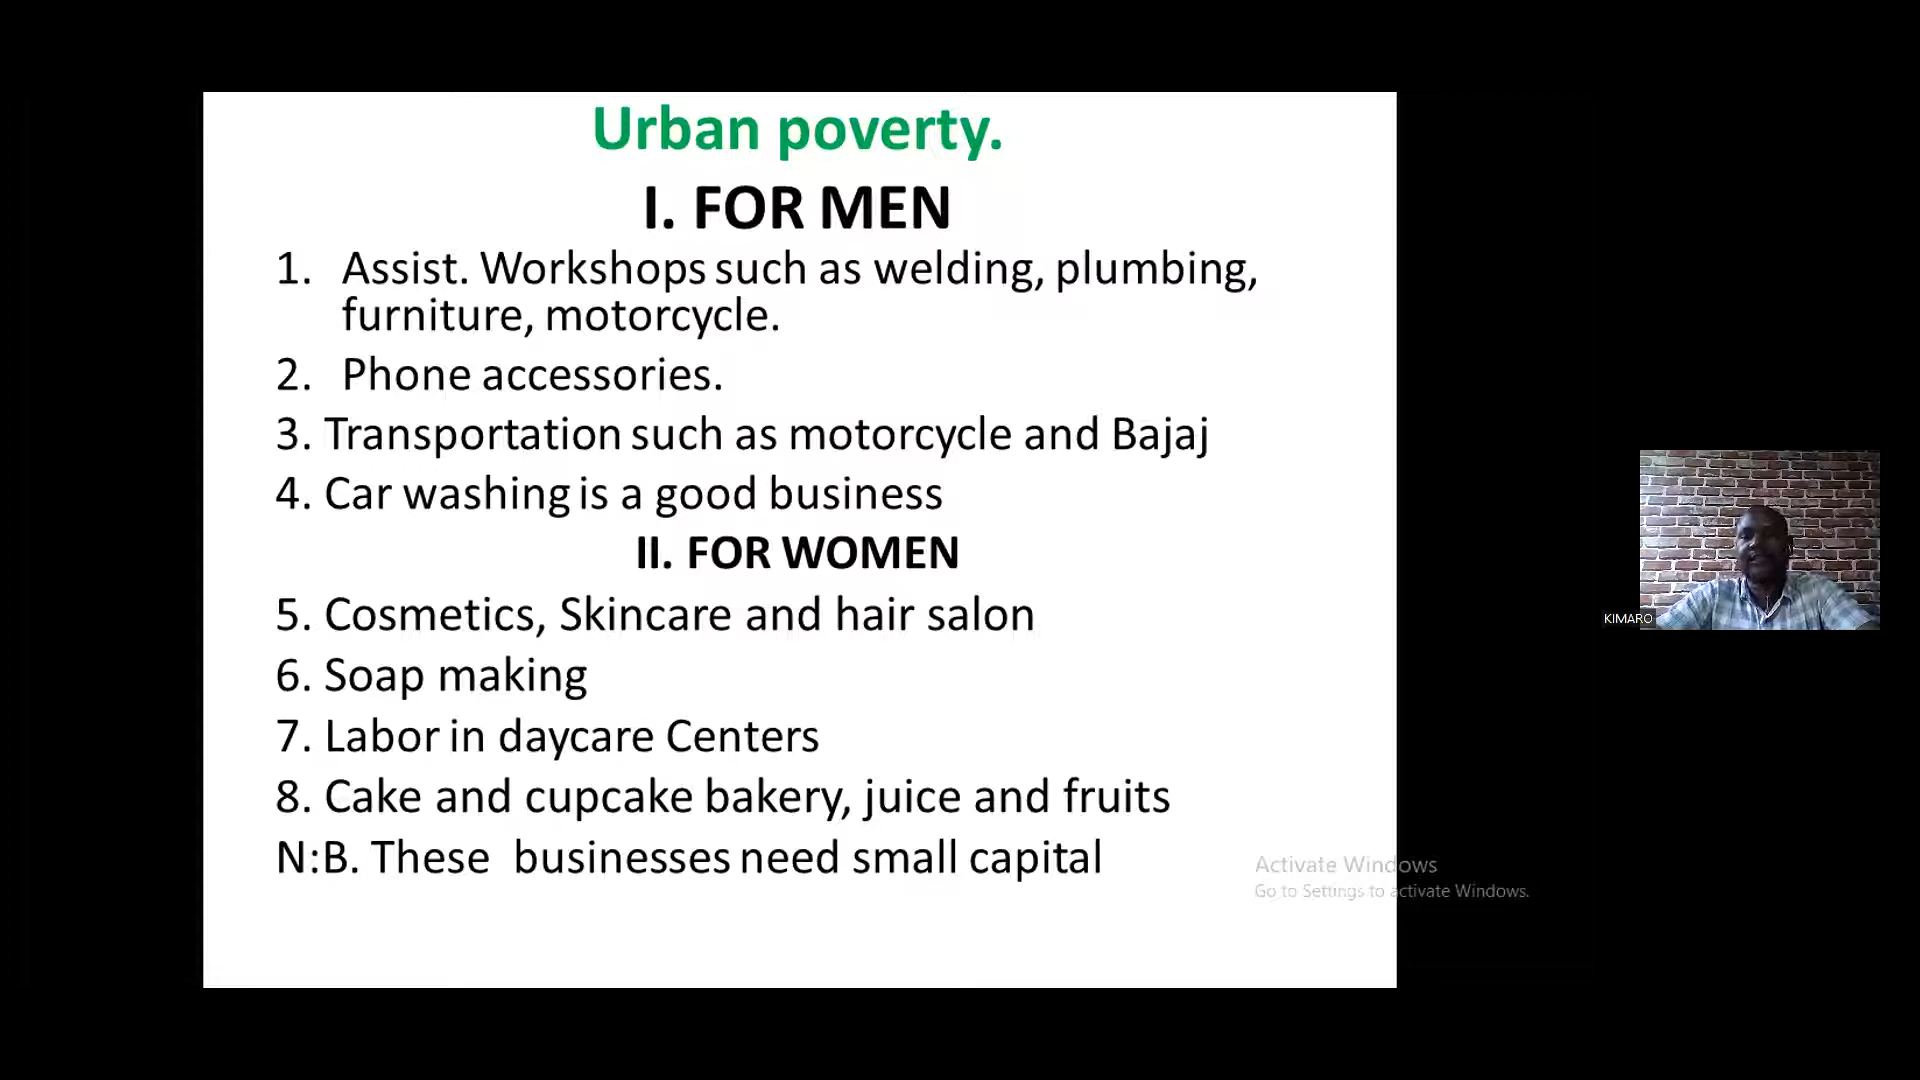 Urban poverty.
I. FOR MEN
1. Assist. Workshops such as welding, plumbing,
furniture, motorcycle.
2. Phone accessories.
3. Transportation such as motorcycle and Bajaj
4. Car washing is a good business
II. FOR WOMEN
5. Cosmetics, Skincare and hair salon
6. Soap making
7. Labor in daycare Centers
8. Cake and cupcake bakery, juice and fruits
N:B. These businesses need small capital
Activate Windows
Go to Settings to activate Windows.
KIMARO